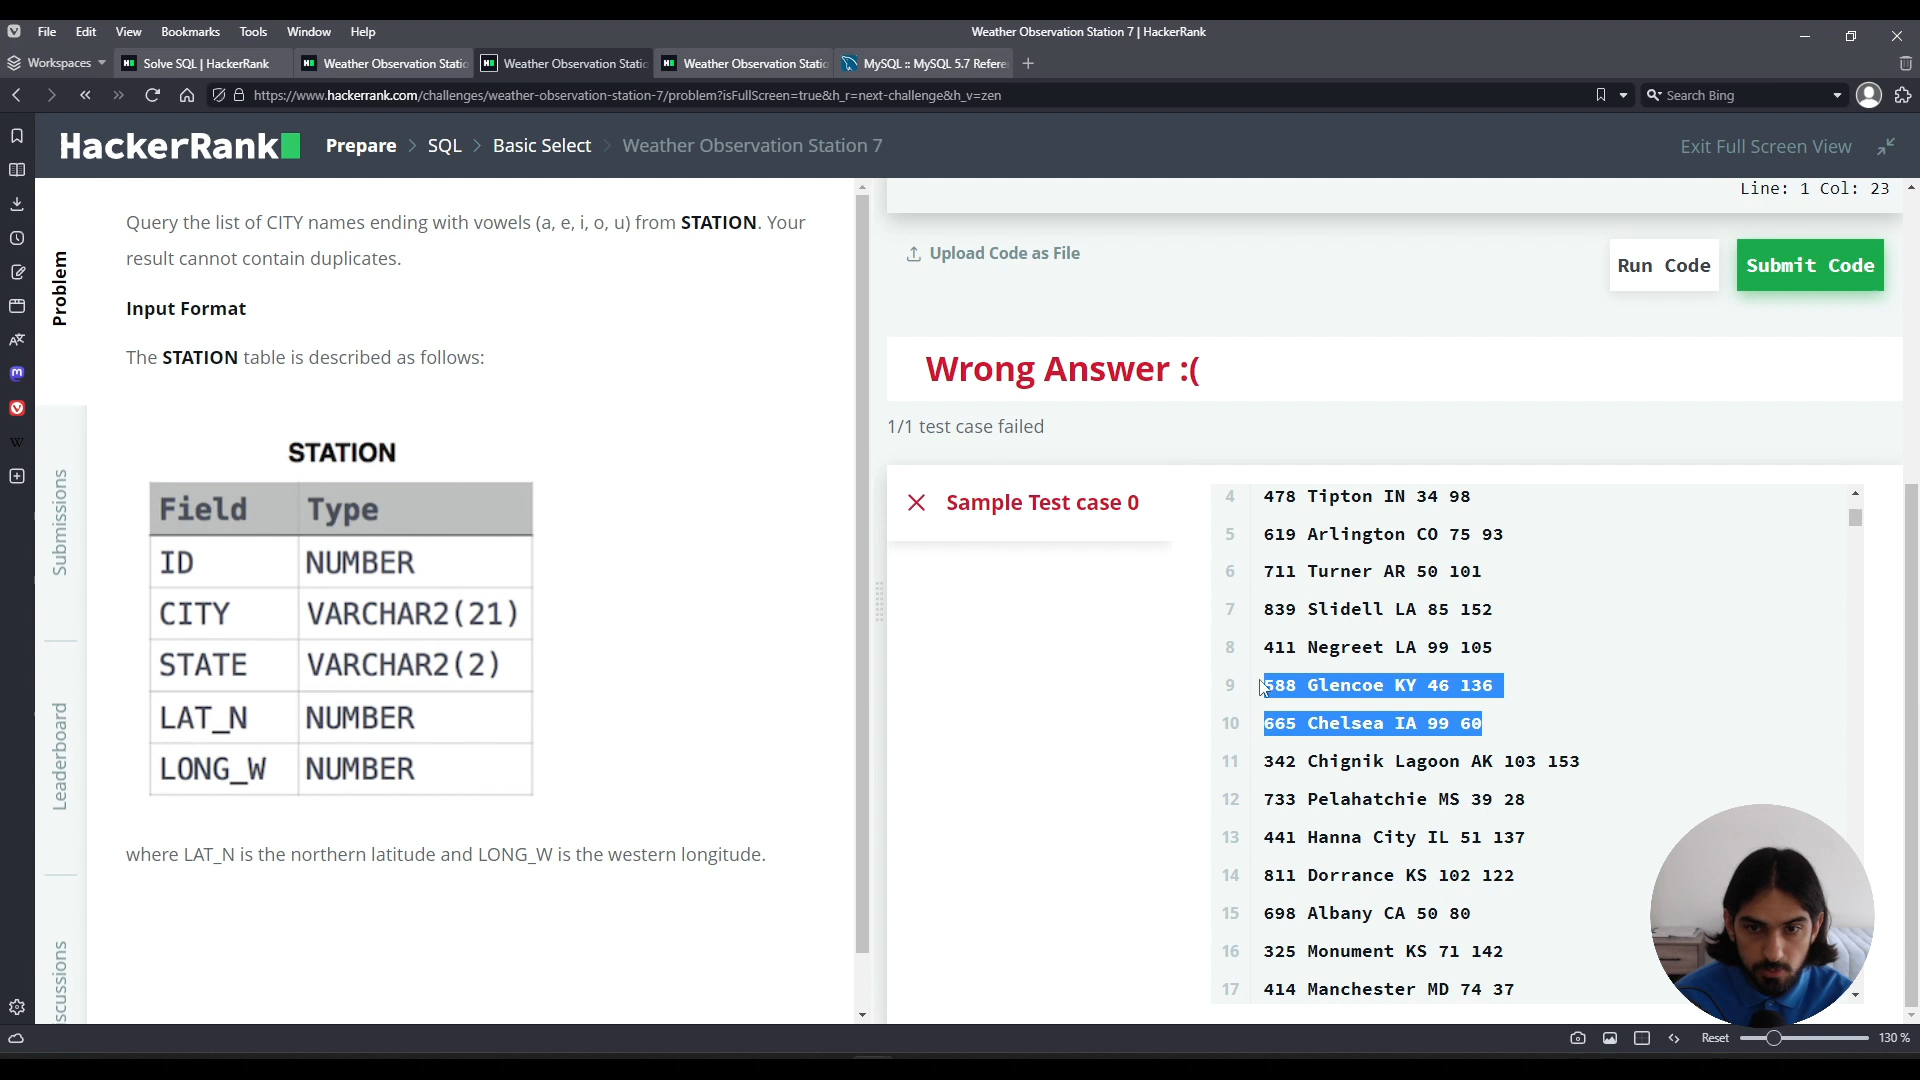 File Edit View Bookmarks Tools Window Help
Weather Observation Station 7 | HackerRank
Workspaces
Solve SQL | HackerRank
Weather Observation Static
Weather Observation Static
Weather Observation Static
MySQL :: MySQL 5.7 Refere
https://www.hackerrank.com/challenges/weather-observation-station-7/problem?isFullScreen=true&h_r=next-challenge&h_v=zen
Search Bing
HackerRank
Prepare > SQL > Basic Select > Weather Observation Station 7
Exit Full Screen View
Problem
Submissions
Leaderboard
scussions
Query the list of CITY names ending with vowels (a, e, i, o, u) from STATION. Your
result cannot contain duplicates.
Input Format
The STATION table is described as follows:
STATION
Field Type
ID NUMBER
CITY VARCHAR2(21)
STATE VARCHAR2(2)
LAT_N NUMBER
LONG_W NUMBER
where LAT_N is the northern latitude and LONG_W is the western longitude.
Line: 1 Col: 23
Upload Code as File
Run Code
Submit Code
Wrong Answer :(
1/1 test case failed
Sample Test case 0
4 478 Tipton IN 34 98
5 619 Arlington CO 75 93
6 711 Turner AR 50 101
7 839 Slidell LA 85 152
8 411 Negreet LA 99 105
9 588 Glencoe KY 46 136
10 665 Chelsea IA 99 60
11 342 Chignik Lagoon AK 103 153
12 733 Pelahatchie MS 39 28
13 441 Hanna City IL 51 137
14 811 Dorrance KS 102 122
15 698 Albany CA 50 80
16 325 Monument KS 71 142
17 414 Manchester MD 74 37
Reset
130 %